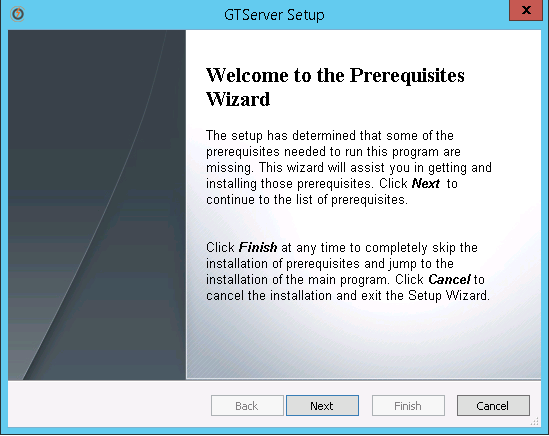 GTServer Setup
x
Welcome to the Prerequisites
Wizard
The setup has determined that some of the
prerequisites needed to run this program are
missing. This wizard will assist you in getting and
installing those prerequisites. Click Next to
continue to the list of prerequisites.
Click Finish at any time to completely skip the
installation of prerequisites and jump to the
installation of the main program. Click Cancel to
cancel the installation and exit the Setup Wizard.
Back Next Finish Cancel